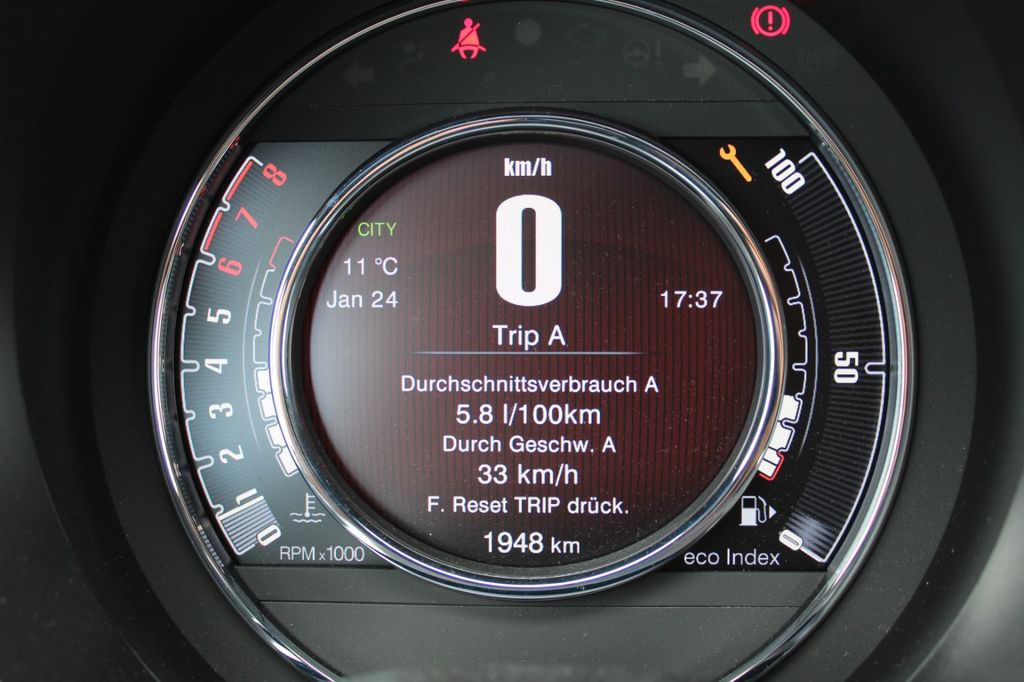 km/h
0
CITY
11 °C
Jan 24
17:37
Trip A
Durchschnittsverbrauch A
5.8 l/100km
Durch Geschw. A
33 km/h
F. Reset TRIP drück.
1948 km
8
7
6
5
4
3
2
1
0
RPM x1000
100
50
0
eco Index